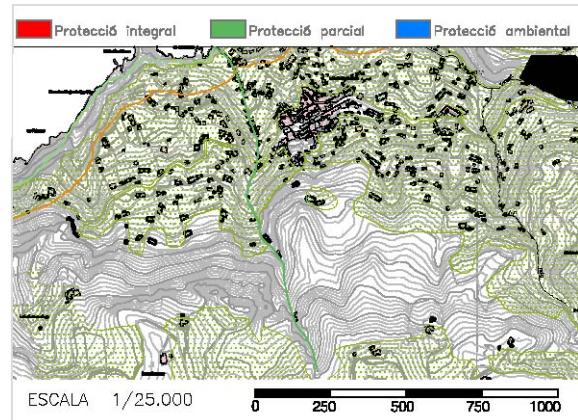 Protecció integral Protecció parcial Protecció ambiental
ESCALA 1/25.000
0 250 500 750 1000